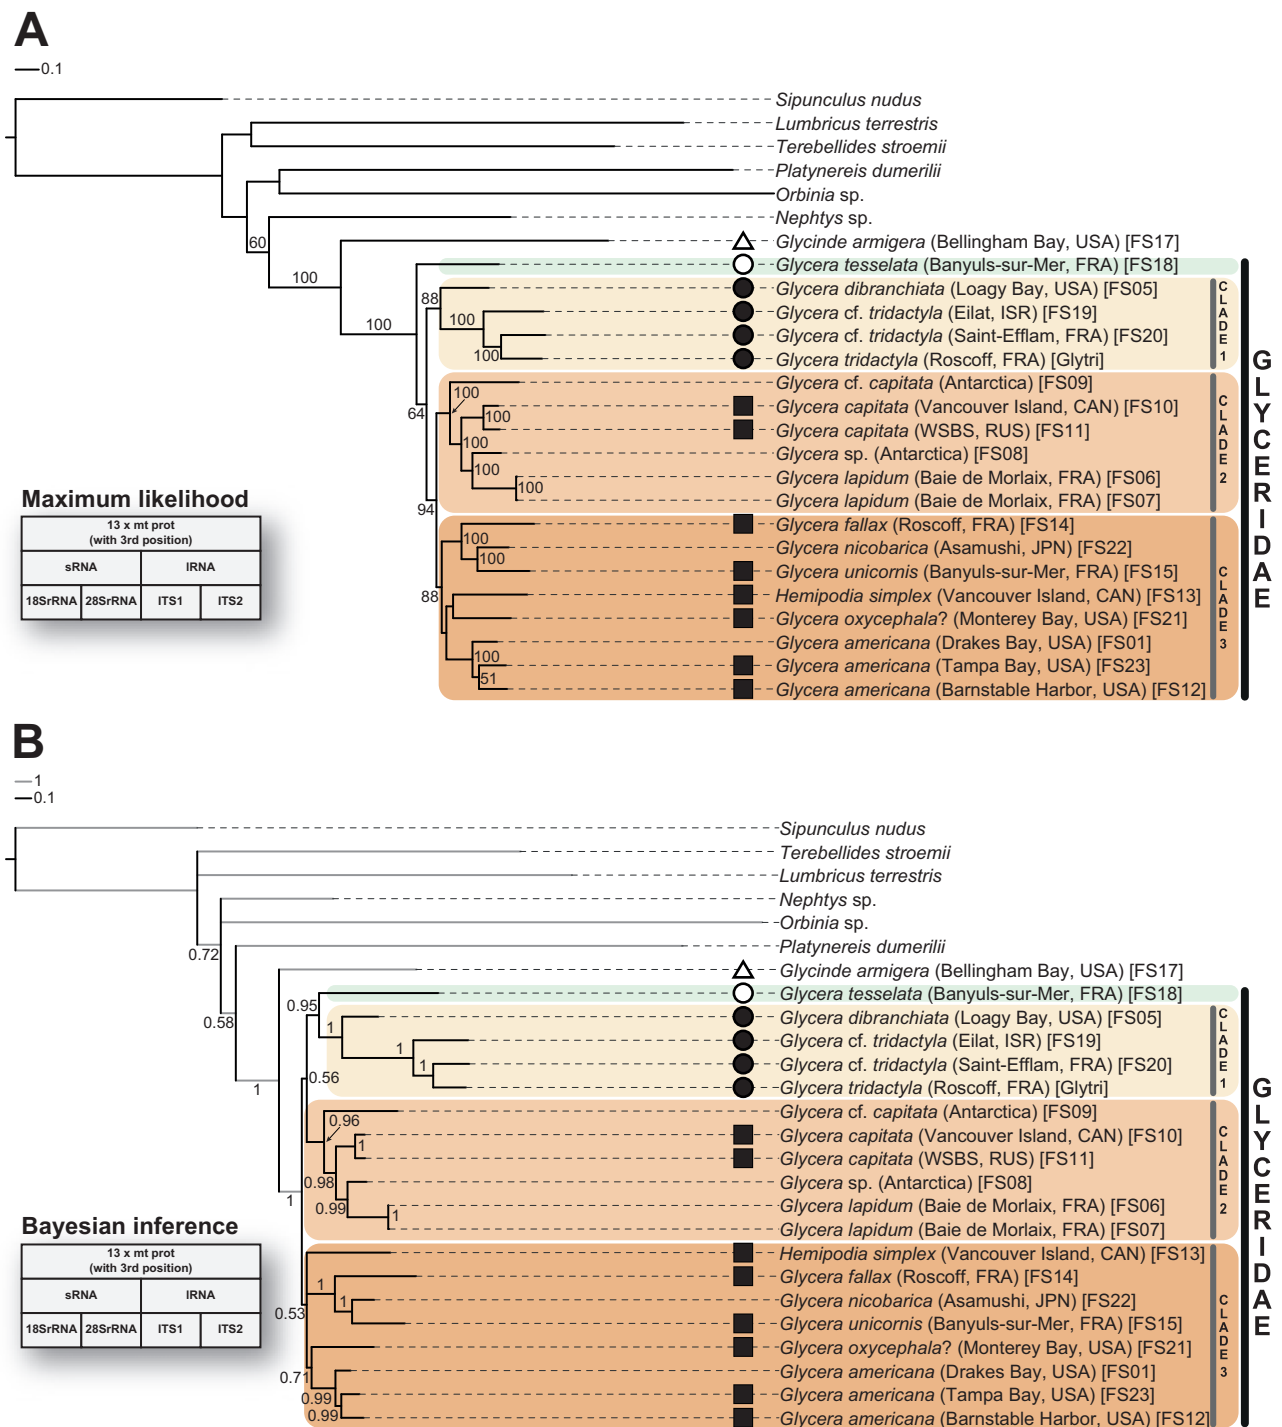 A
0.1
Sipunculus nudus
Lumbricus terrestris
Terebellides stroemii
Platynereis dumerilii
Orbinia sp.
Nephtys sp.
60
Glycinde armigera (Bellingham Bay, USA) [FS17]
Glycera tesselata (Banyuls-sur-Mer, FRA) [FS18]
100
Glycera dibranchiata (Loagy Bay, USA) [FS05]
88
Glycera cf. tridactyla (Eilat, ISR) [FS19]
100
100
Glycera cf. tridactyla (Saint-Efflam, FRA) [FS20]
100
Glycera tridactyla (Roscoff, FRA) [Glytri]
CLADE 1
Glycera cf. capitata (Antarctica) [FS09]
100
Glycera capitata (Vancouver Island, CAN) [FS10]
64
100
Glycera capitata (WSBS, RUS) [FS11]
100
Glycera sp. (Antarctica) [FS08]
100
Glycera lapidum (Baie de Morlaix, FRA) [FS06]
100
Glycera lapidum (Baie de Morlaix, FRA) [FS07]
CLADE 2
94
Glycera fallax (Roscoff, FRA) [FS14]
100
Glycera nicobarica (Asamushi, JPN) [FS22]
100
Glycera unicornis (Banyuls-sur-Mer, FRA) [FS15]
88
Hemipodia simplex (Vancouver Island, CAN) [FS13]
Glycera oxycephala? (Monterey Bay, USA) [FS21]
Glycera americana (Drakes Bay, USA) [FS01]
100
Glycera americana (Tampa Bay, USA) [FS23]
51
Glycera americana (Barnstable Harbor, USA) [FS12]
CLADE 3
GLYCERIDAE
Maximum likelihood
13 x mt prot
(with 3rd position)
sRNA lRNA
18SrRNA 28SrRNA ITS1 ITS2
B
1
0.1
Sipunculus nudus
Terebellides stroemii
Lumbricus terrestris
Nephtys sp.
Orbinia sp.
Platynereis dumerilii
0.72
Glycinde armigera (Bellingham Bay, USA) [FS17]
Glycera tesselata (Banyuls-sur-Mer, FRA) [FS18]
0.95
Glycera dibranchiata (Loagy Bay, USA) [FS05]
0.58
1
Glycera cf. tridactyla (Eilat, ISR) [FS19]
1
Glycera cf. tridactyla (Saint-Efflam, FRA) [FS20]
1
0.56
Glycera tridactyla (Roscoff, FRA) [Glytri]
1
CLADE 1
Glycera cf. capitata (Antarctica) [FS09]
0.96
Glycera capitata (Vancouver Island, CAN) [FS10]
1
Glycera capitata (WSBS, RUS) [FS11]
0.98
Glycera sp. (Antarctica) [FS08]
1
0.99
Glycera lapidum (Baie de Morlaix, FRA) [FS06]
1
Glycera lapidum (Baie de Morlaix, FRA) [FS07]
CLADE 2
Hemipodia simplex (Vancouver Island, CAN) [FS13]
Glycera fallax (Roscoff, FRA) [FS14]
1
Glycera nicobarica (Asamushi, JPN) [FS22]
1
0.53
Glycera unicornis (Banyuls-sur-Mer, FRA) [FS15]
Glycera oxycephala? (Monterey Bay, USA) [FS21]
Glycera americana (Drakes Bay, USA) [FS01]
0.71
Glycera americana (Tampa Bay, USA) [FS23]
0.99
Glycera americana (Barnstable Harbor, USA) [FS12]
0.99
CLADE 3
GLYCERIDAE
Bayesian inference
13 x mt prot
(with 3rd position)
sRNA lRNA
18SrRNA 28SrRNA ITS1 ITS2